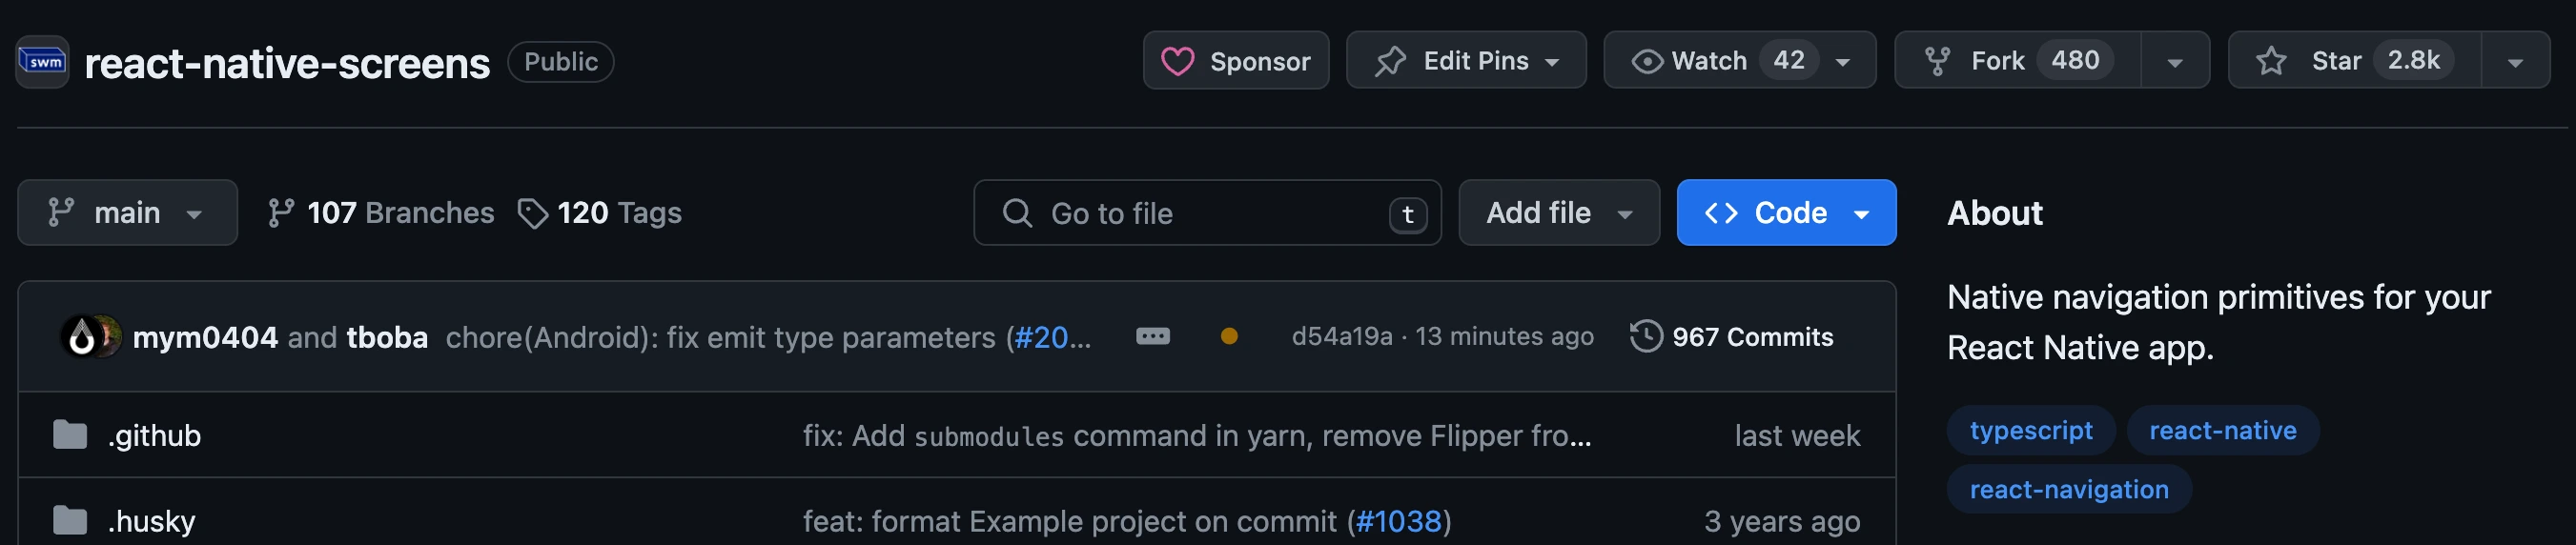 swm react-native-screens Public Sponsor Edit Pins Watch 42 Fork 480 Star 2.8k
main 107 Branches 120 Tags Go to file t Add file Code
mym0404 and tboba chore(Android): fix emit type parameters (#20... d54a19a · 13 minutes ago 967 Commits
.github fix: Add submodules command in yarn, remove Flipper fro... last week
.husky feat: format Example project on commit (#1038) 3 years ago
About
Native navigation primitives for your
React Native app.
typescript react-native
react-navigation